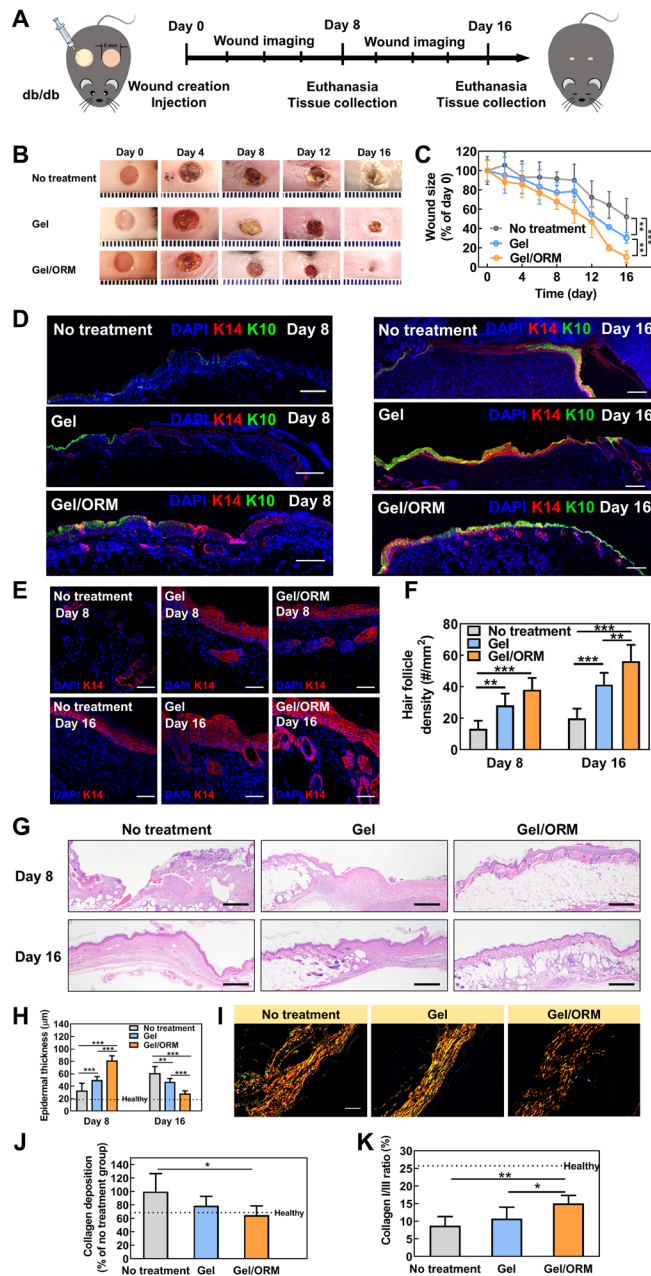 A
Day 0
Day 8
Day 16
6 mm
Wound imaging
Wound imaging
db/db
Wound creation
Injection
Euthanasia
Tissue collection
Euthanasia
Tissue collection
B
Day 0
Day 4
Day 8
Day 12
Day 16
No treatment
Gel
Gel/ORM
C
Wound size
(% of day 0)
120
100
80
60
40
20
0
No treatment
Gel
Gel/ORM
**
**
***
0
4
8
12
16
Time (day)
D
No treatment
DAPI K14 K10 Day 8
Gel
DAPI K14 K10 Day 8
Gel/ORM
DAPI K14 K10 Day 8
No treatment
DAPI K14 K10 Day 16
Gel
DAPI K14 K10 Day 16
Gel/ORM
DAPI K14 K10 Day 16
E
No treatment
Day 8
DAPI K14
Gel
Day 8
DAPI K14
Gel/ORM
Day 8
DAPI K14
No treatment
Day 16
DAPI K14
Gel
Day 16
DAPI K14
Gel/ORM
Day 16
DAPI K14
F
Hair follicle
density (#/mm²)
80
60
40
20
0
No treatment
Gel
Gel/ORM
***
**
***
**
***
Day 8
Day 16
G
No treatment
Gel
Gel/ORM
Day 8
Day 16
H
Epidermal thickness (μm)
160
140
120
100
80
60
40
20
0
No treatment
Gel
Gel/ORM
***
***
***
***
**
***
Healthy
Day 8
Day 16
I
No treatment
Gel
Gel/ORM
J
Collagen deposition
(% of no treatment group)
140
120
100
80
60
40
20
0
*
Healthy
No treatment
Gel
Gel/ORM
K
Collagen I/III ratio (%)
30
25
20
15
10
5
0
Healthy
**
*
No treatment
Gel
Gel/ORM